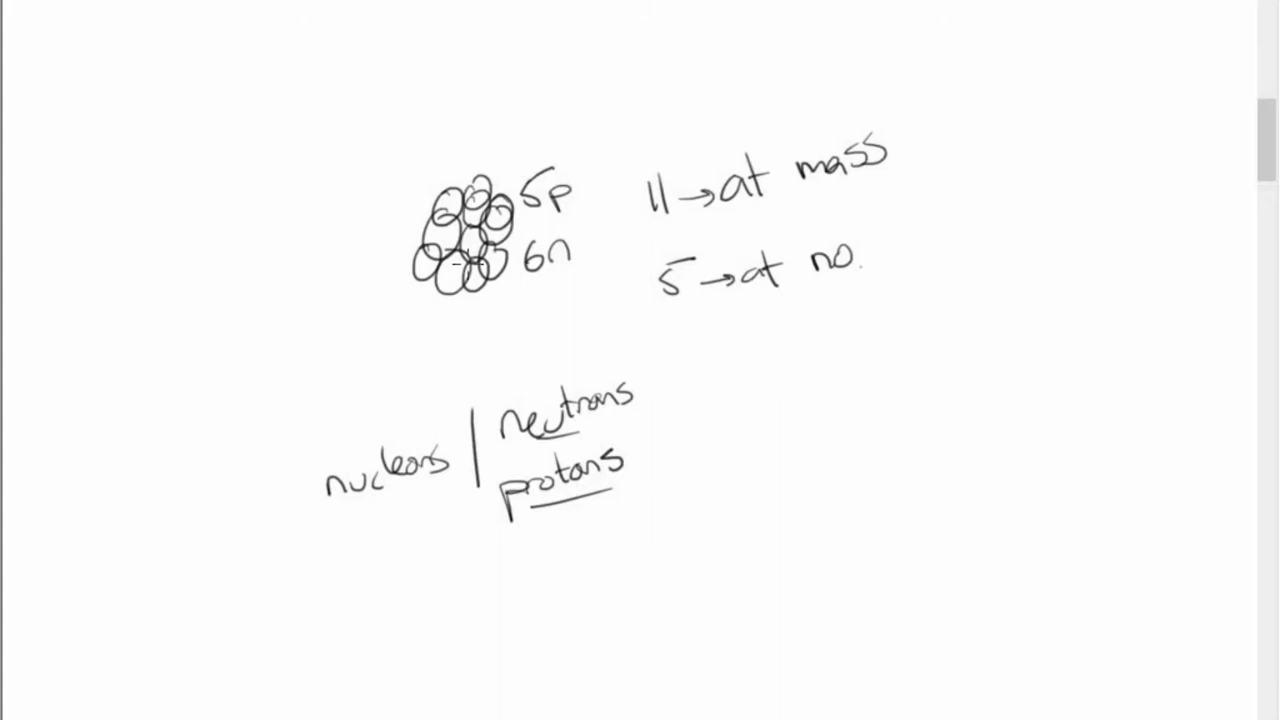 5p
6n
11 → at mass
5 → at no.
nucleons
neutrons
protons